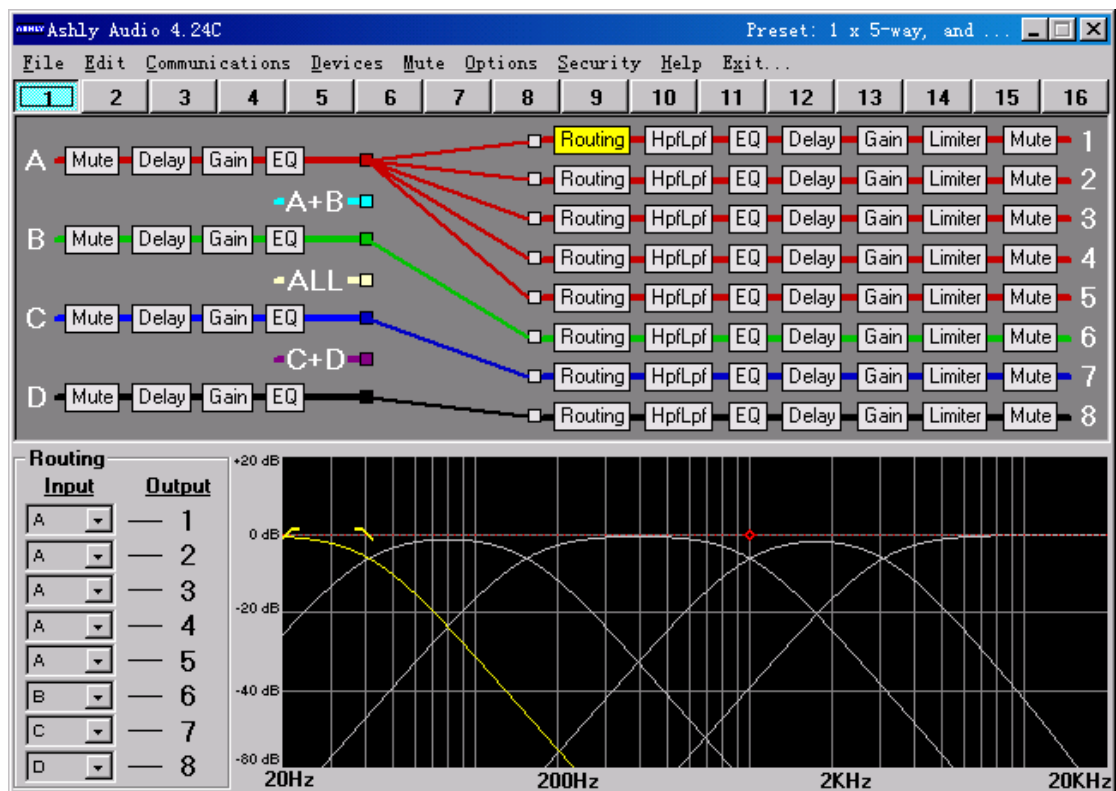 ASHLY Ashly Audio 4.24C Preset: 1 x 5-way, and ...
File Edit Communications Devices Mute Options Security Help Exit...
1 2 3 4 5 6 7 8 9 10 11 12 13 14 15 16
Routing HpfLpf EQ Delay Gain Limiter Mute 1
A Mute Delay Gain EQ
Routing HpfLpf EQ Delay Gain Limiter Mute 2
A+B
Routing HpfLpf EQ Delay Gain Limiter Mute 3
B Mute Delay Gain EQ
Routing HpfLpf EQ Delay Gain Limiter Mute 4
ALL
Routing HpfLpf EQ Delay Gain Limiter Mute 5
C Mute Delay Gain EQ
Routing HpfLpf EQ Delay Gain Limiter Mute 6
C+D
Routing HpfLpf EQ Delay Gain Limiter Mute 7
D Mute Delay Gain EQ
Routing HpfLpf EQ Delay Gain Limiter Mute 8
Routing
Input Output
A 1
A 2
A 3
A 4
A 5
B 6
C 7
D 8
+20 dB
0 dB
-20 dB
-40 dB
-80 dB
20Hz 200Hz 2KHz 20KHz